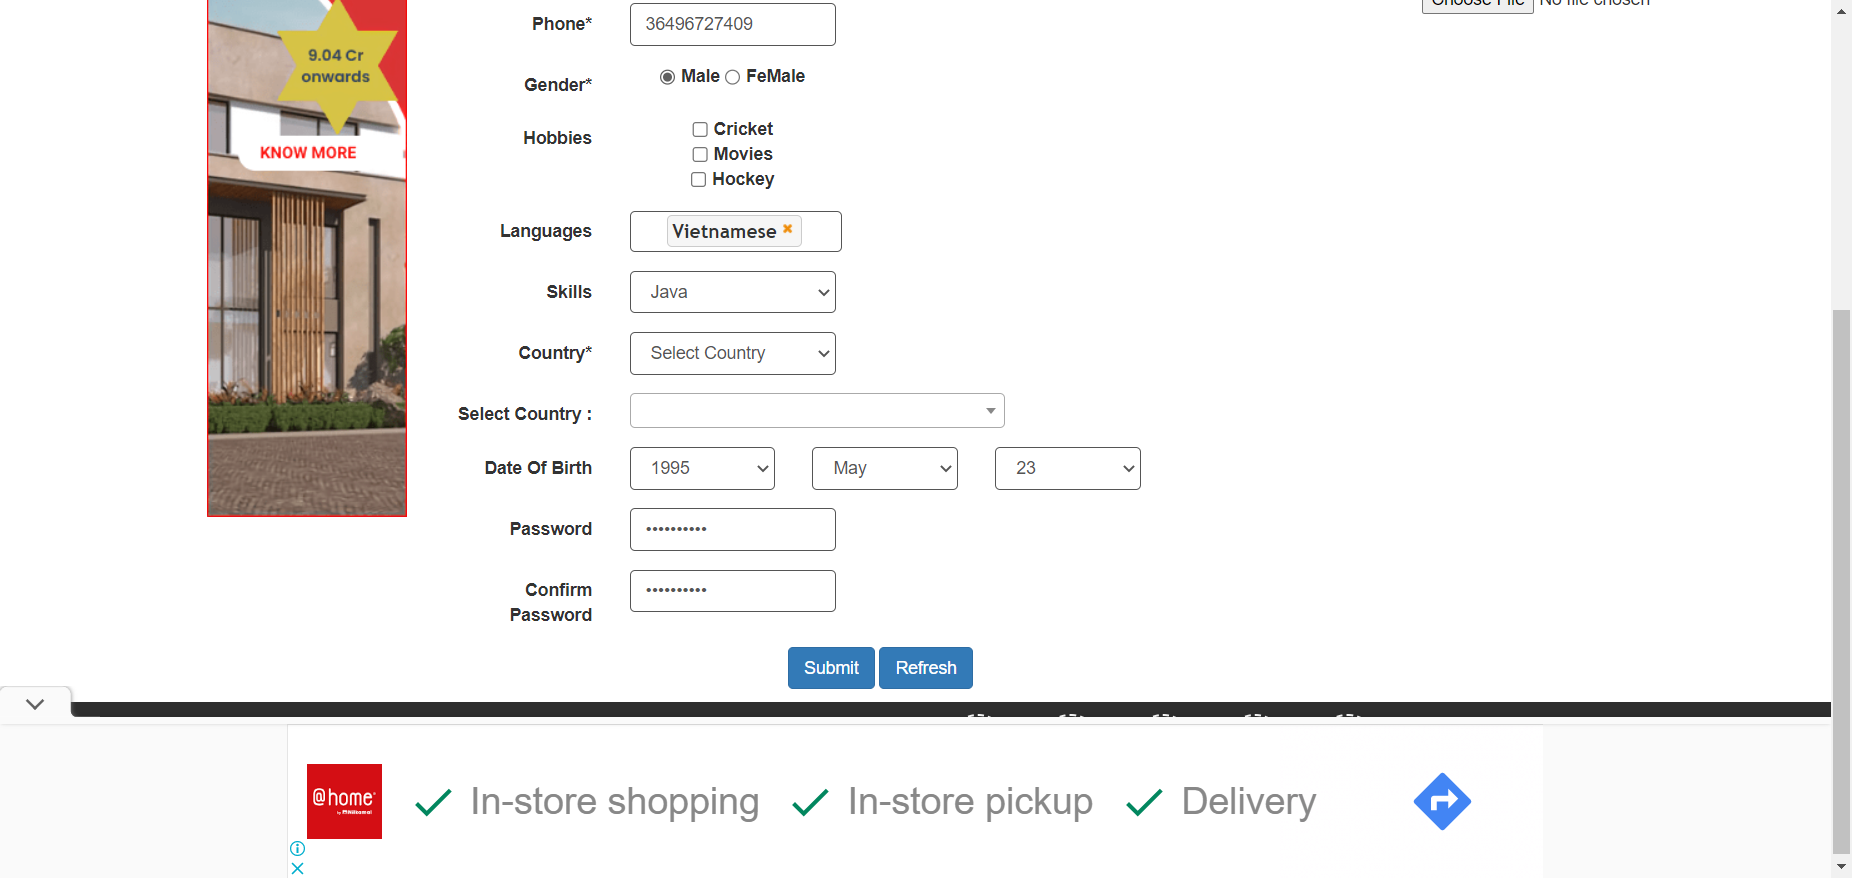 Choose File No file chosen
Phone* 36496727409
9.04 Cr
onwards
Gender* Male FeMale
KNOW MORE
Hobbies Cricket
Movies
Hockey
Languages Vietnamese
Skills Java
Country* Select Country
Select Country :
Date Of Birth 1995 May 23
Password ••••••••••
Confirm
Password ••••••••••
Submit Refresh
@home In-store shopping In-store pickup Delivery